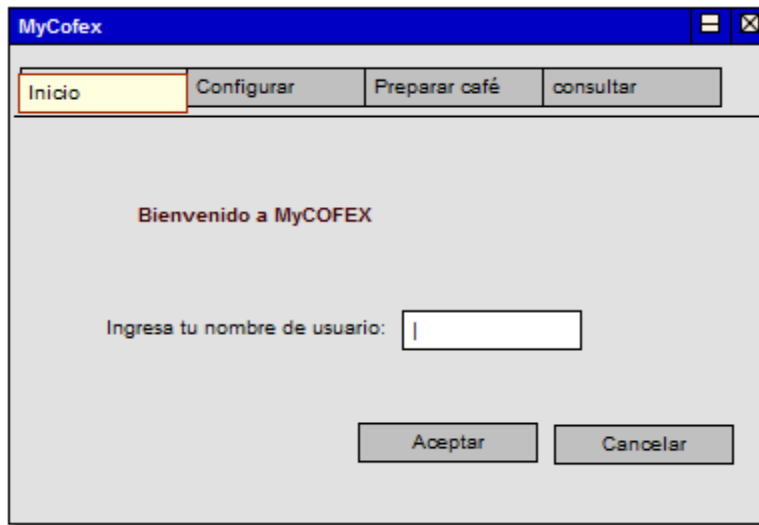 MyCofex
Inicio Configurar Preparar café consultar
Bienvenido a MyCOFEX
Ingresa tu nombre de usuario:
Aceptar Cancelar